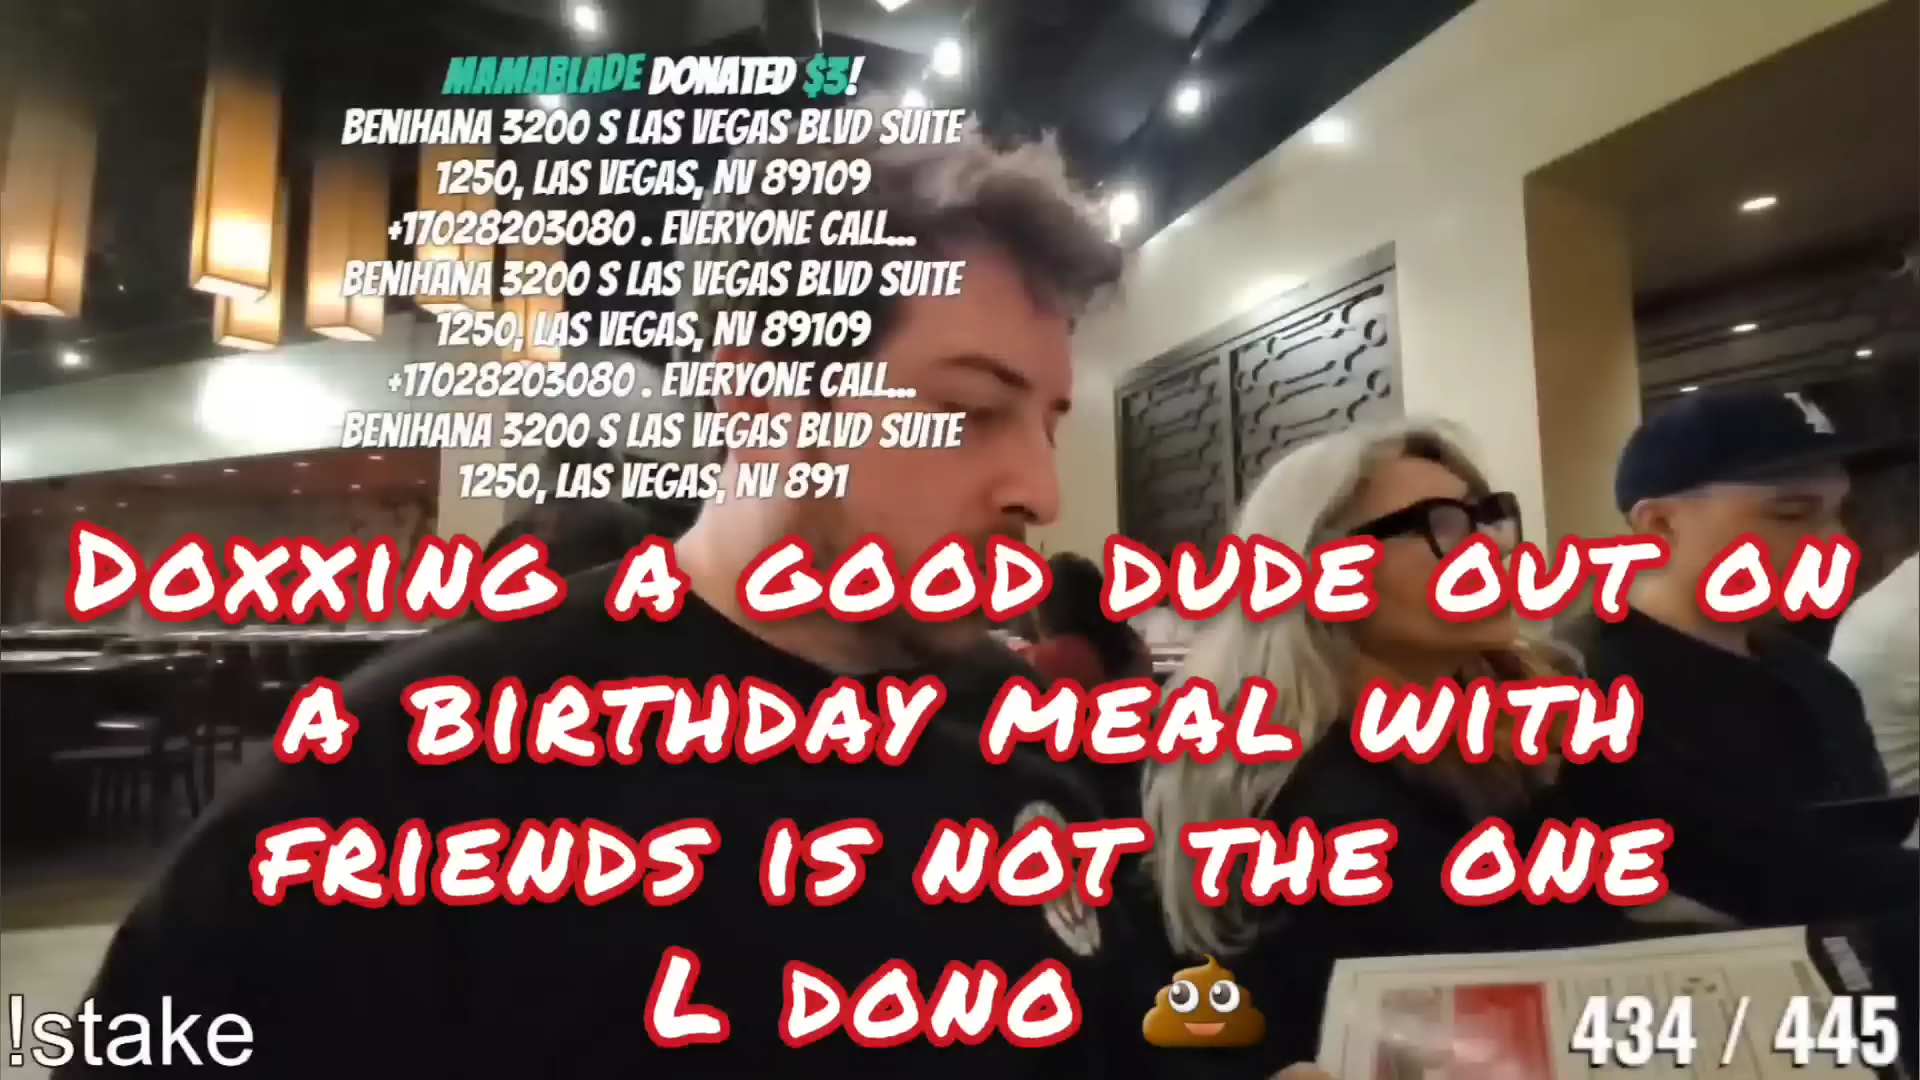 MAMABLADE DONATED $3!
BENIHANA 3200 S LAS VEGAS BLVD SUITE
1250, LAS VEGAS, NV 89109
+17028203080 . EVERYONE CALL...
BENIHANA 3200 S LAS VEGAS BLVD SUITE
1250, LAS VEGAS, NV 89109
+17028203080 . EVERYONE CALL...
BENIHANA 3200 S LAS VEGAS BLVD SUITE
1250, LAS VEGAS, NV 891
DOXXING A GOOD DUDE OUT ON
A BIRTHDAY MEAL WITH
FRIENDS IS NOT THE ONE
L DONO 💩
!stake
434 / 445